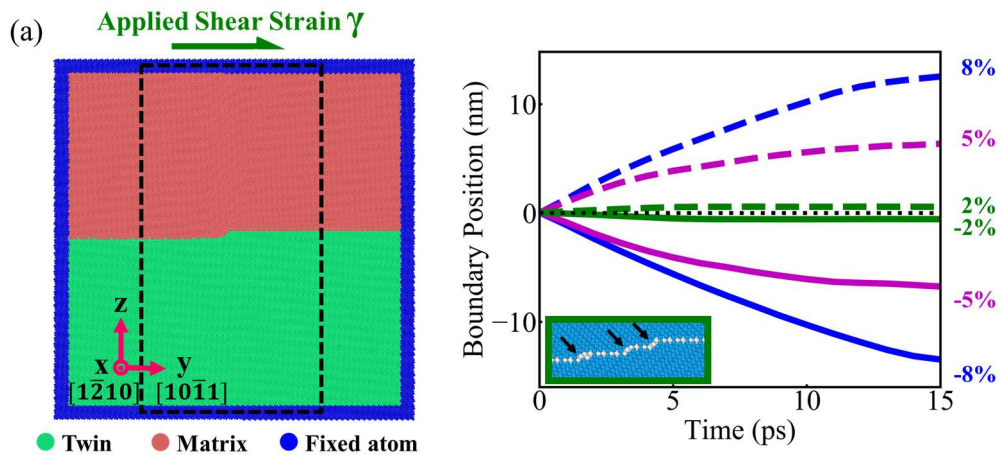 (a)
Applied Shear Strain γ
z
x
y
[1$\bar{2}$10] [10$\bar{1}$1]
Twin
Matrix
Fixed atom
Boundary Position (nm)
10
0
−10
0
5
10
15
Time (ps)
8%
5%
2%
-2%
-5%
-8%